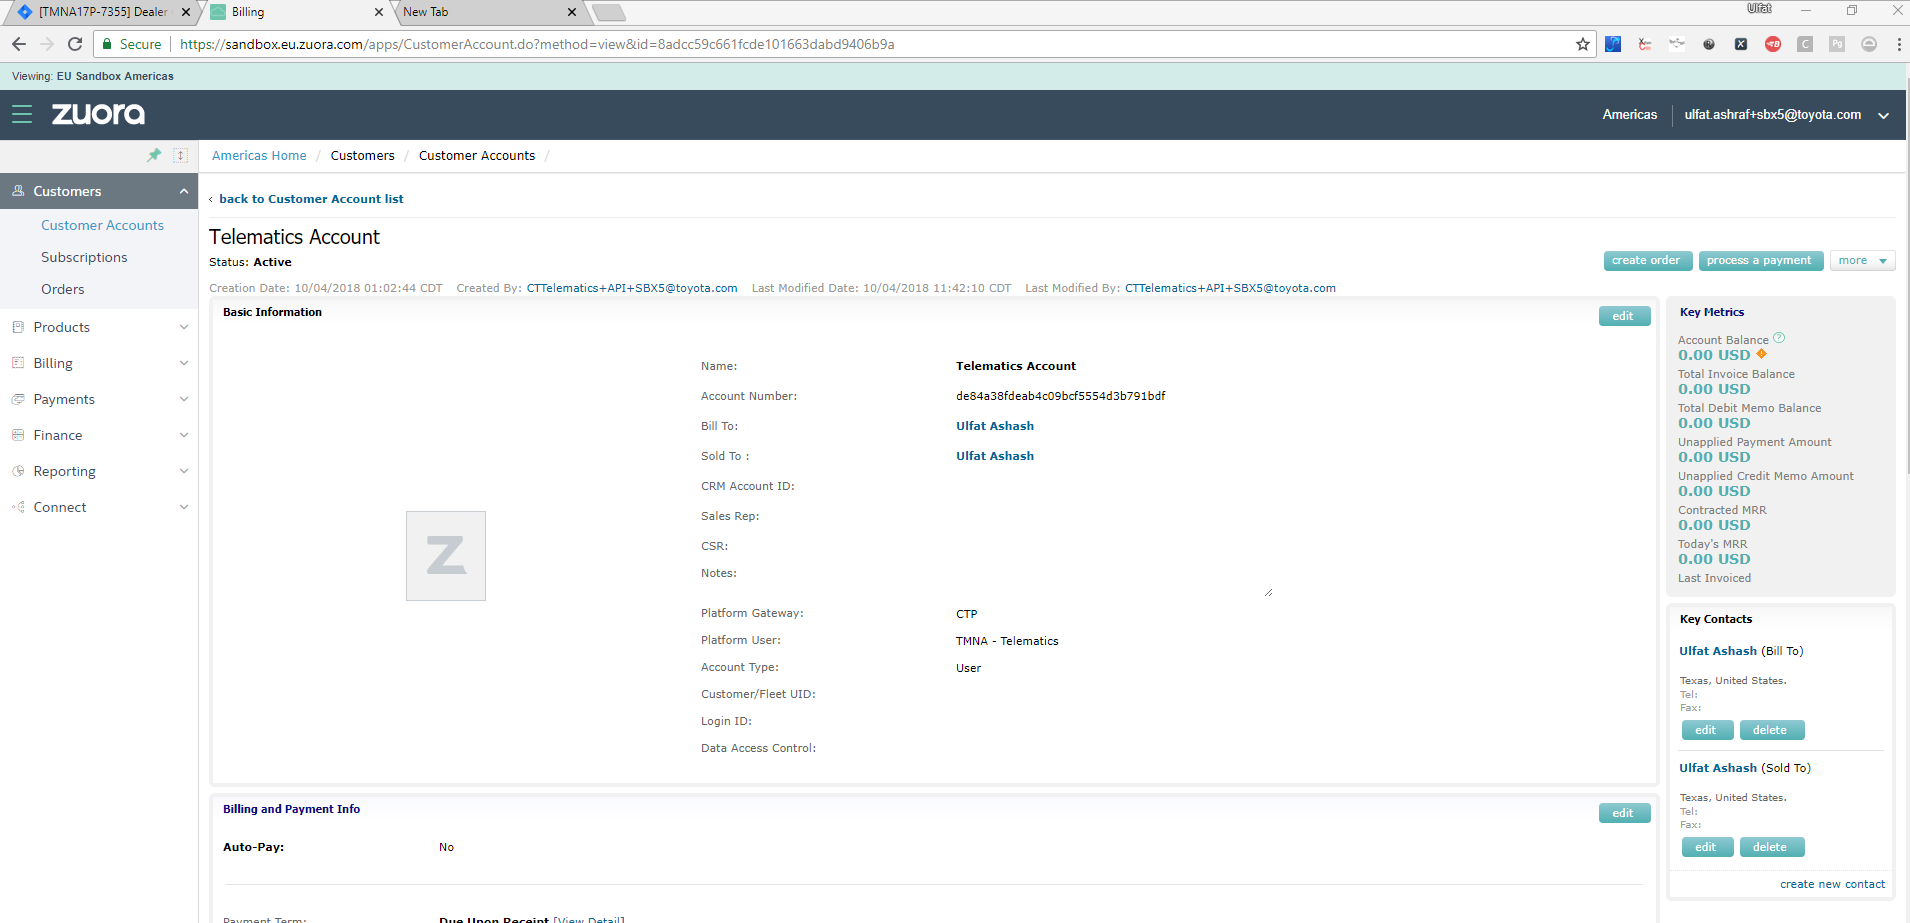 [TMNA17P-7355] Dealer
Billing
New Tab
Ulfat
Secure
https://sandbox.eu.zuora.com/apps/CustomerAccount.do?method=view&id=8adcc59c661fcde101663dabd9406b9a
Viewing: EU Sandbox Americas
zuora
Americas
ulfat.ashraf+sbx5@toyota.com
Americas Home / Customers / Customer Accounts /
Customers
Customer Accounts
Subscriptions
Orders
Products
Billing
Payments
Finance
Reporting
Connect
‹ back to Customer Account list
Telematics Account
Status: Active
create order
process a payment
more
Creation Date: 10/04/2018 01:02:44 CDT Created By: CTTelematics+API+SBX5@toyota.com Last Modified Date: 10/04/2018 11:42:10 CDT Last Modified By: CTTelematics+API+SBX5@toyota.com
Basic Information
edit
Z
Name: Telematics Account
Account Number: de84a38fdeab4c09bcf5554d3b791bdf
Bill To: Ulfat Ashash
Sold To : Ulfat Ashash
CRM Account ID:
Sales Rep:
CSR:
Notes:
Platform Gateway: CTP
Platform User: TMNA - Telematics
Account Type: User
Customer/Fleet UID:
Login ID:
Data Access Control:
Billing and Payment Info
edit
Auto-Pay: No
Payment Term: Due Upon Receipt [View Detail]
Key Metrics
Account Balance ?
0.00 USD
Total Invoice Balance
0.00 USD
Total Debit Memo Balance
0.00 USD
Unapplied Payment Amount
0.00 USD
Unapplied Credit Memo Amount
0.00 USD
Contracted MRR
0.00 USD
Today's MRR
0.00 USD
Last Invoiced
Key Contacts
Ulfat Ashash (Bill To)
Texas, United States.
Tel:
Fax:
edit delete
Ulfat Ashash (Sold To)
Texas, United States.
Tel:
Fax:
edit delete
create new contact